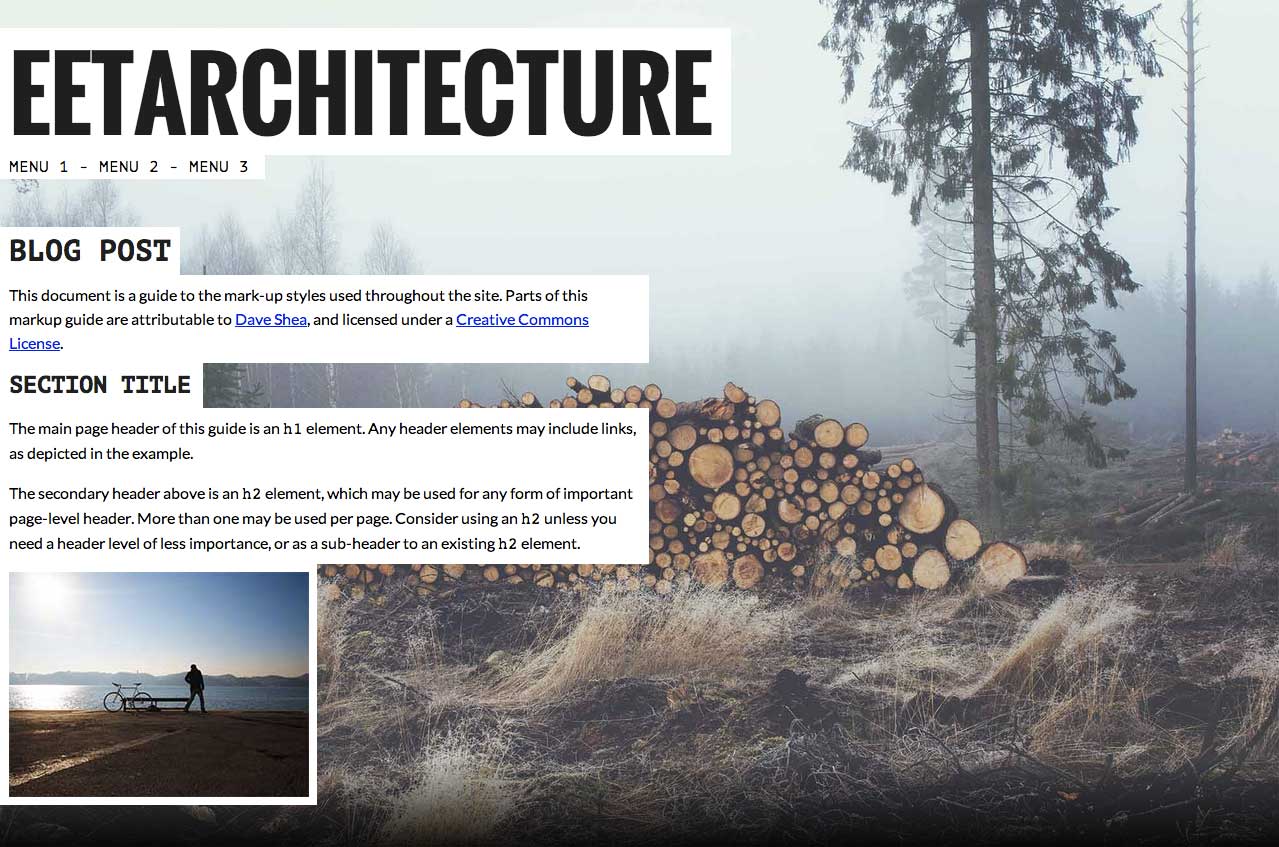 EETARCHITECTURE
MENU 1 - MENU 2 - MENU 3
BLOG POST
This document is a guide to the mark-up styles used throughout the site. Parts of this
markup guide are attributable to Dave Shea, and licensed under a Creative Commons
License.
SECTION TITLE
The main page header of this guide is an h1 element. Any header elements may include links,
as depicted in the example.
The secondary header above is an h2 element, which may be used for any form of important
page-level header. More than one may be used per page. Consider using an h2 unless you
need a header level of less importance, or as a sub-header to an existing h2 element.